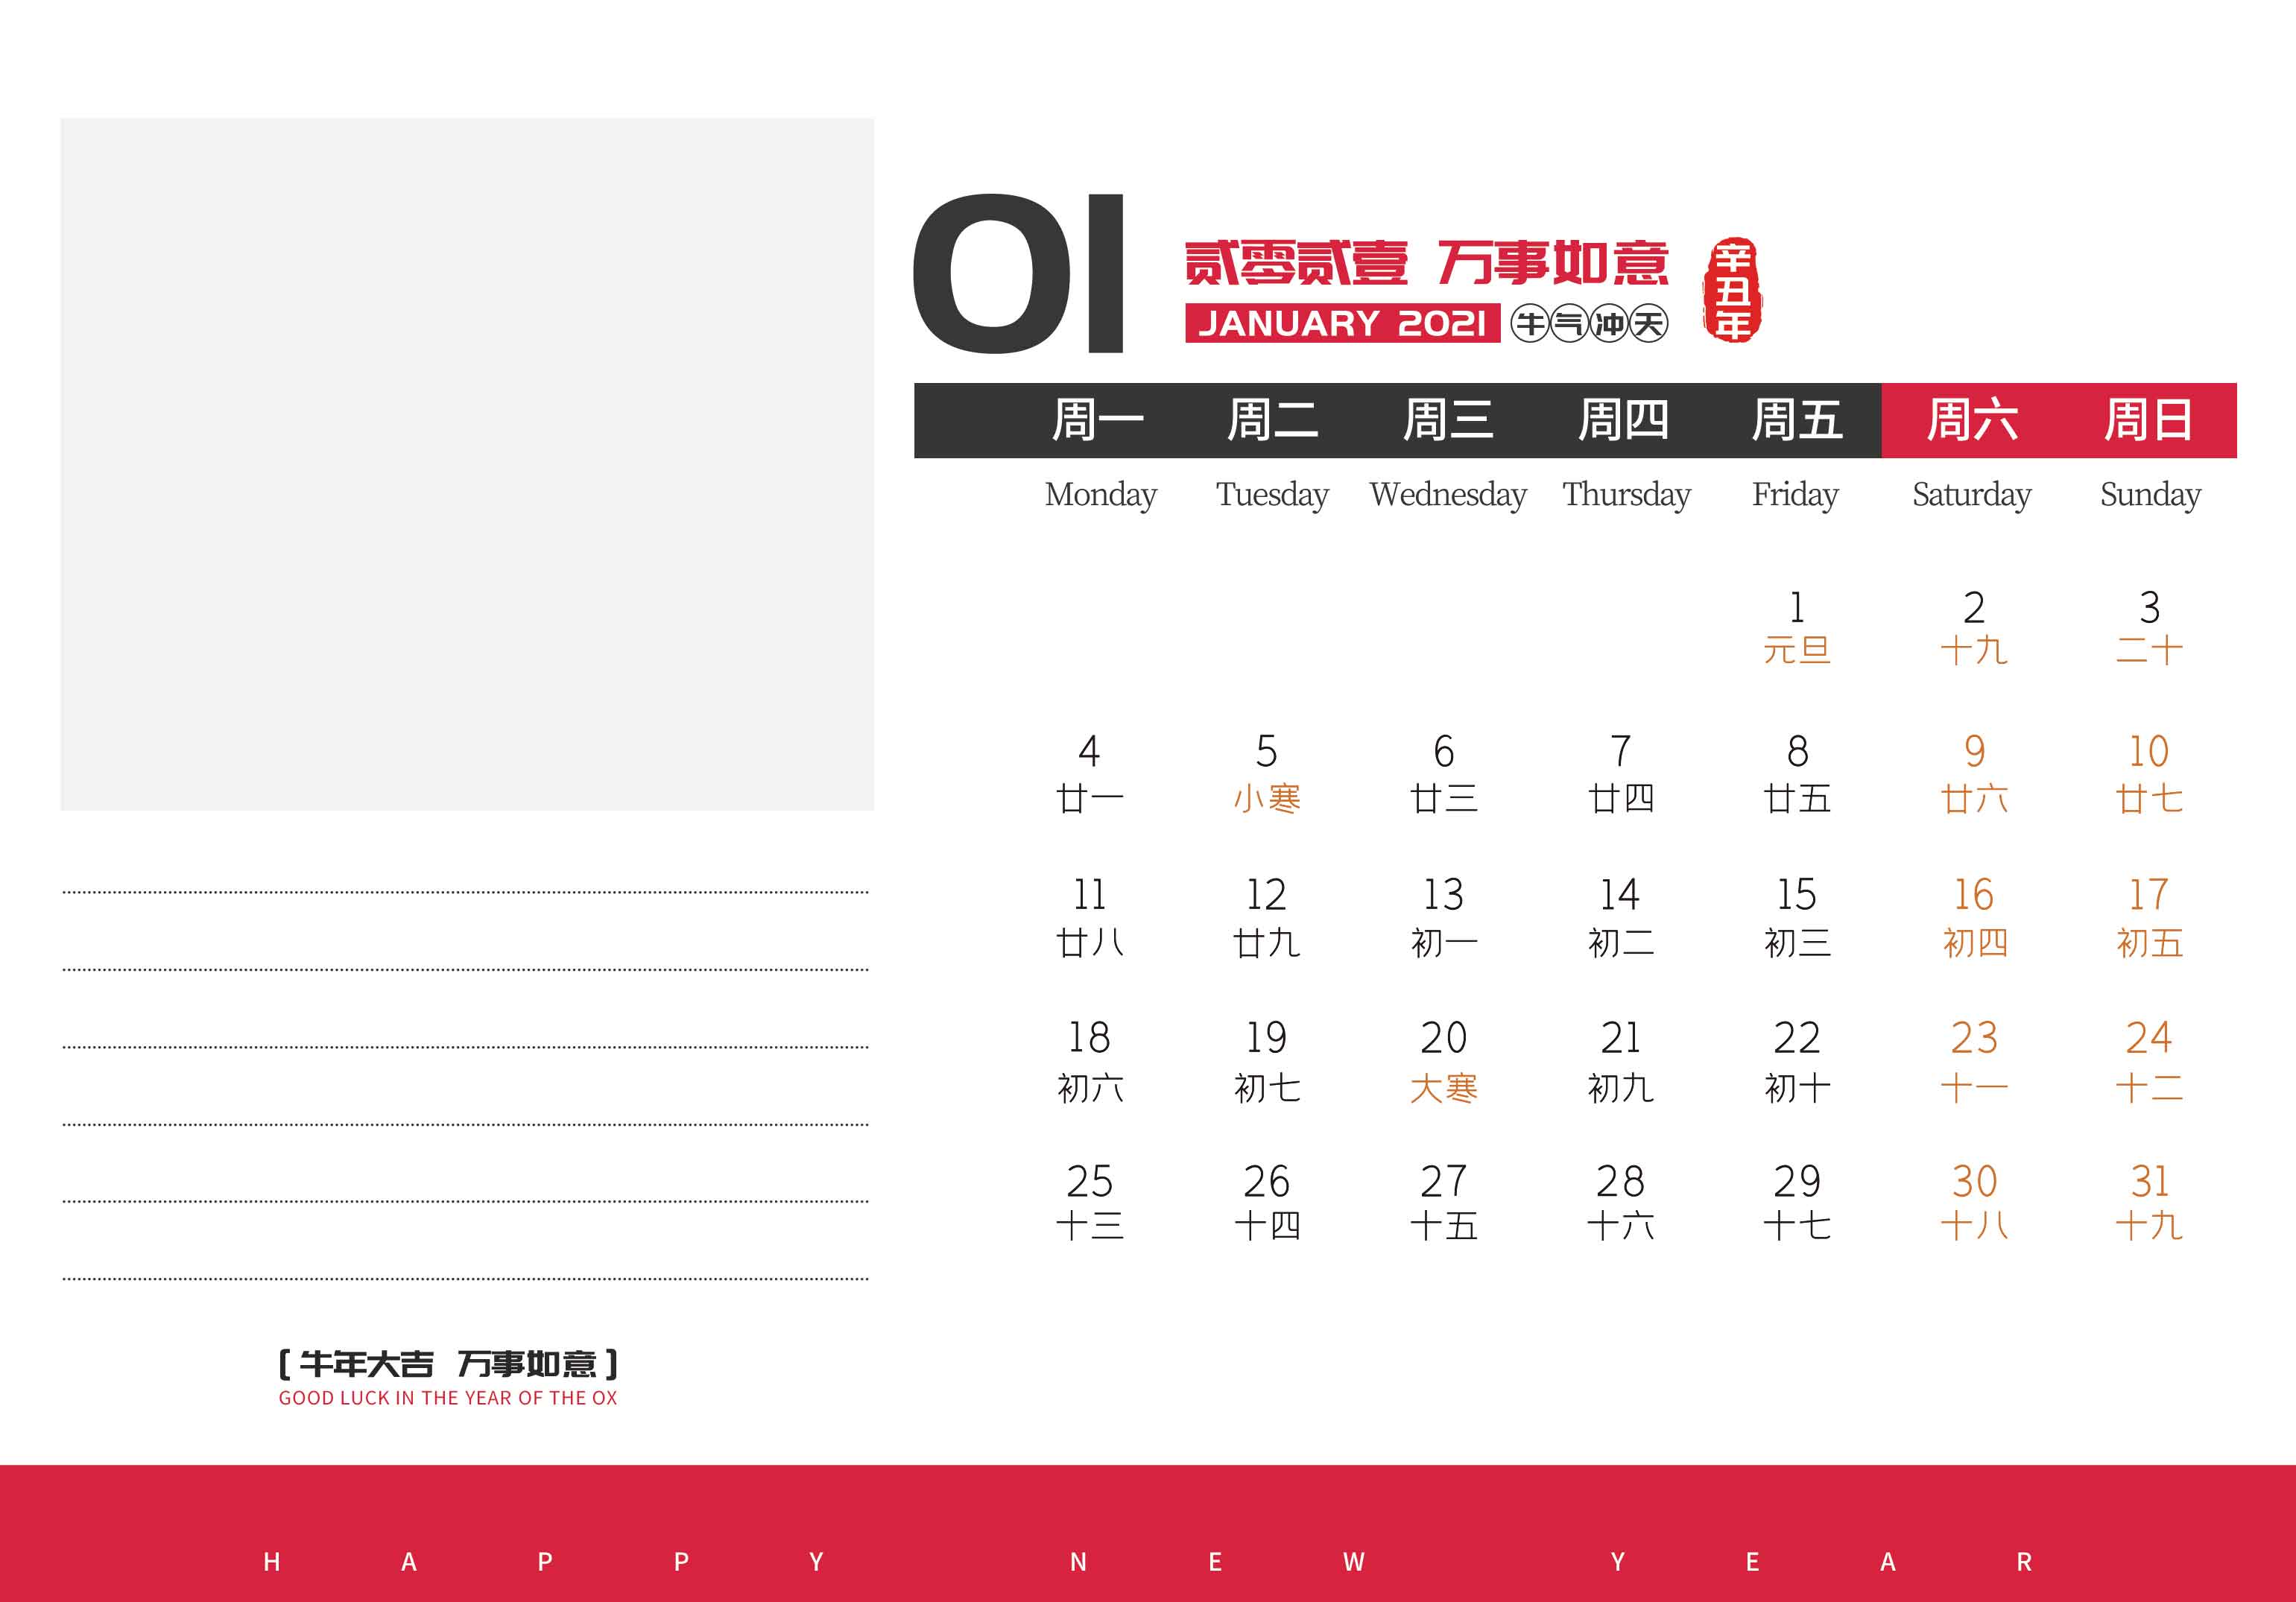 01
贰零贰壹 万事如意
JANUARY 2021 牛气冲天
辛丑年
周一 周二 周三 周四 周五 周六 周日
Monday Tuesday Wednesday Thursday Friday Saturday Sunday
1 2 3
元旦 十九 二十
4 5 6 7 8 9 10
廿一 小寒 廿三 廿四 廿五 廿六 廿七
11 12 13 14 15 16 17
廿八 廿九 初一 初二 初三 初四 初五
18 19 20 21 22 23 24
初六 初七 大寒 初九 初十 十一 十二
25 26 27 28 29 30 31
十三 十四 十五 十六 十七 十八 十九
[ 牛年大吉 万事如意 ]
GOOD LUCK IN THE YEAR OF THE OX
HAPPY NEW YEAR